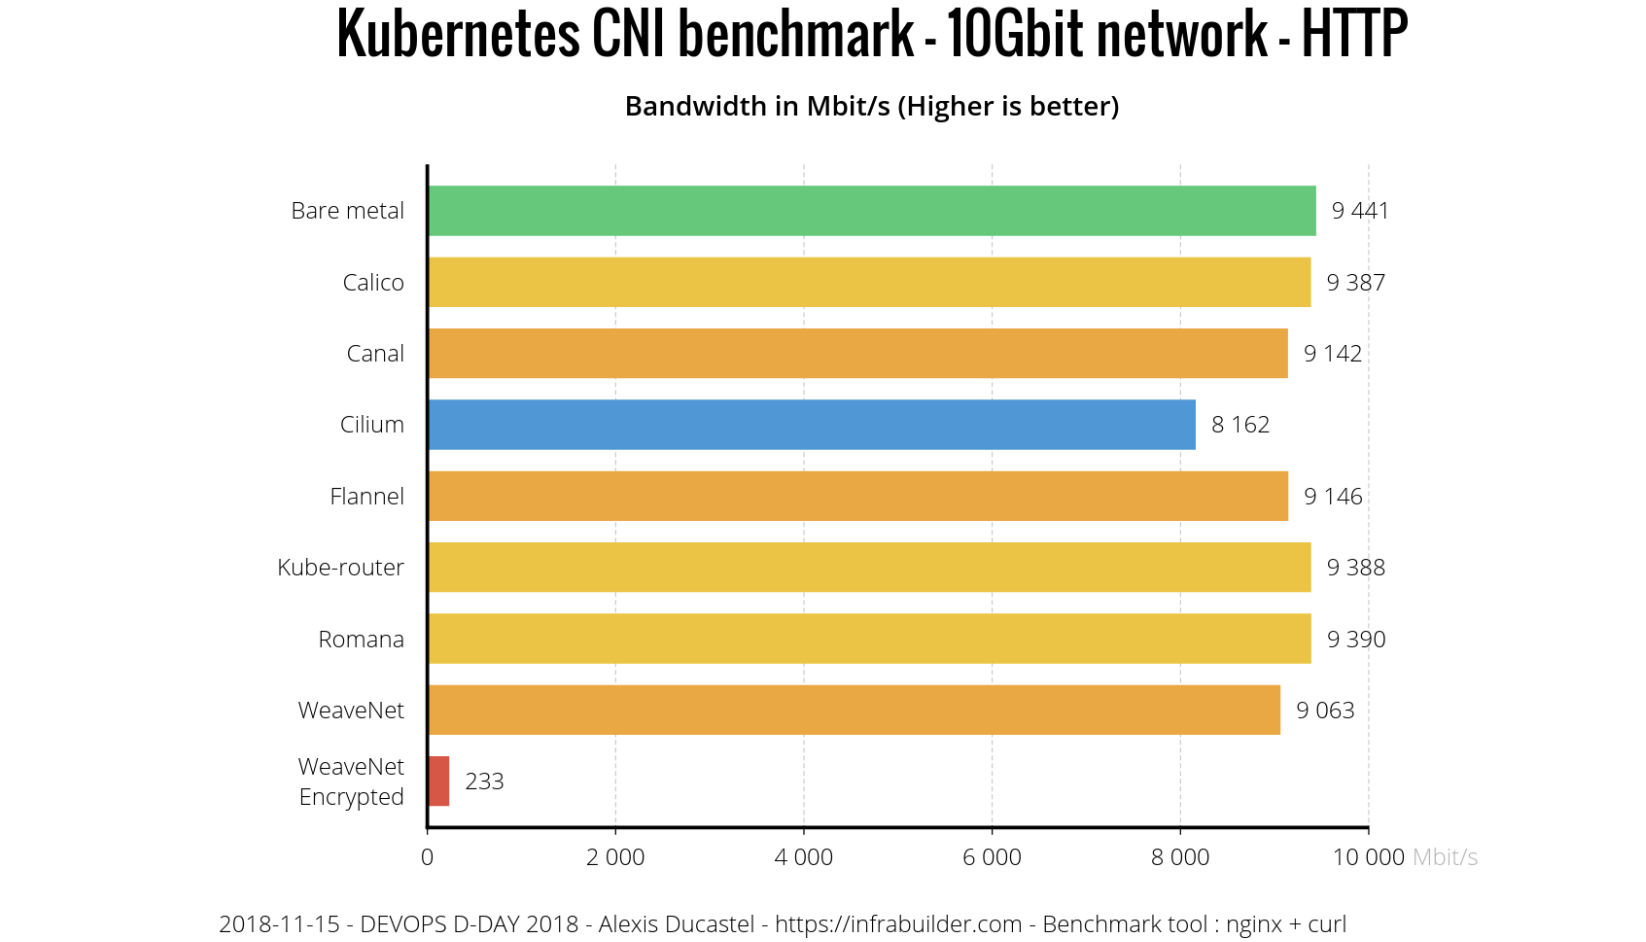 Kubernetes CNI benchmark - 10Gbit network - HTTP
Bandwidth in Mbit/s (Higher is better)
Bare metal 9 441
Calico 9 387
Canal 9 142
Cilium 8 162
Flannel 9 146
Kube-router 9 388
Romana 9 390
WeaveNet 9 063
WeaveNet
Encrypted 233
0 2 000 4 000 6 000 8 000 10 000 Mbit/s
2018-11-15 - DEVOPS D-DAY 2018 - Alexis Ducastel - https://infrabuilder.com - Benchmark tool : nginx + curl